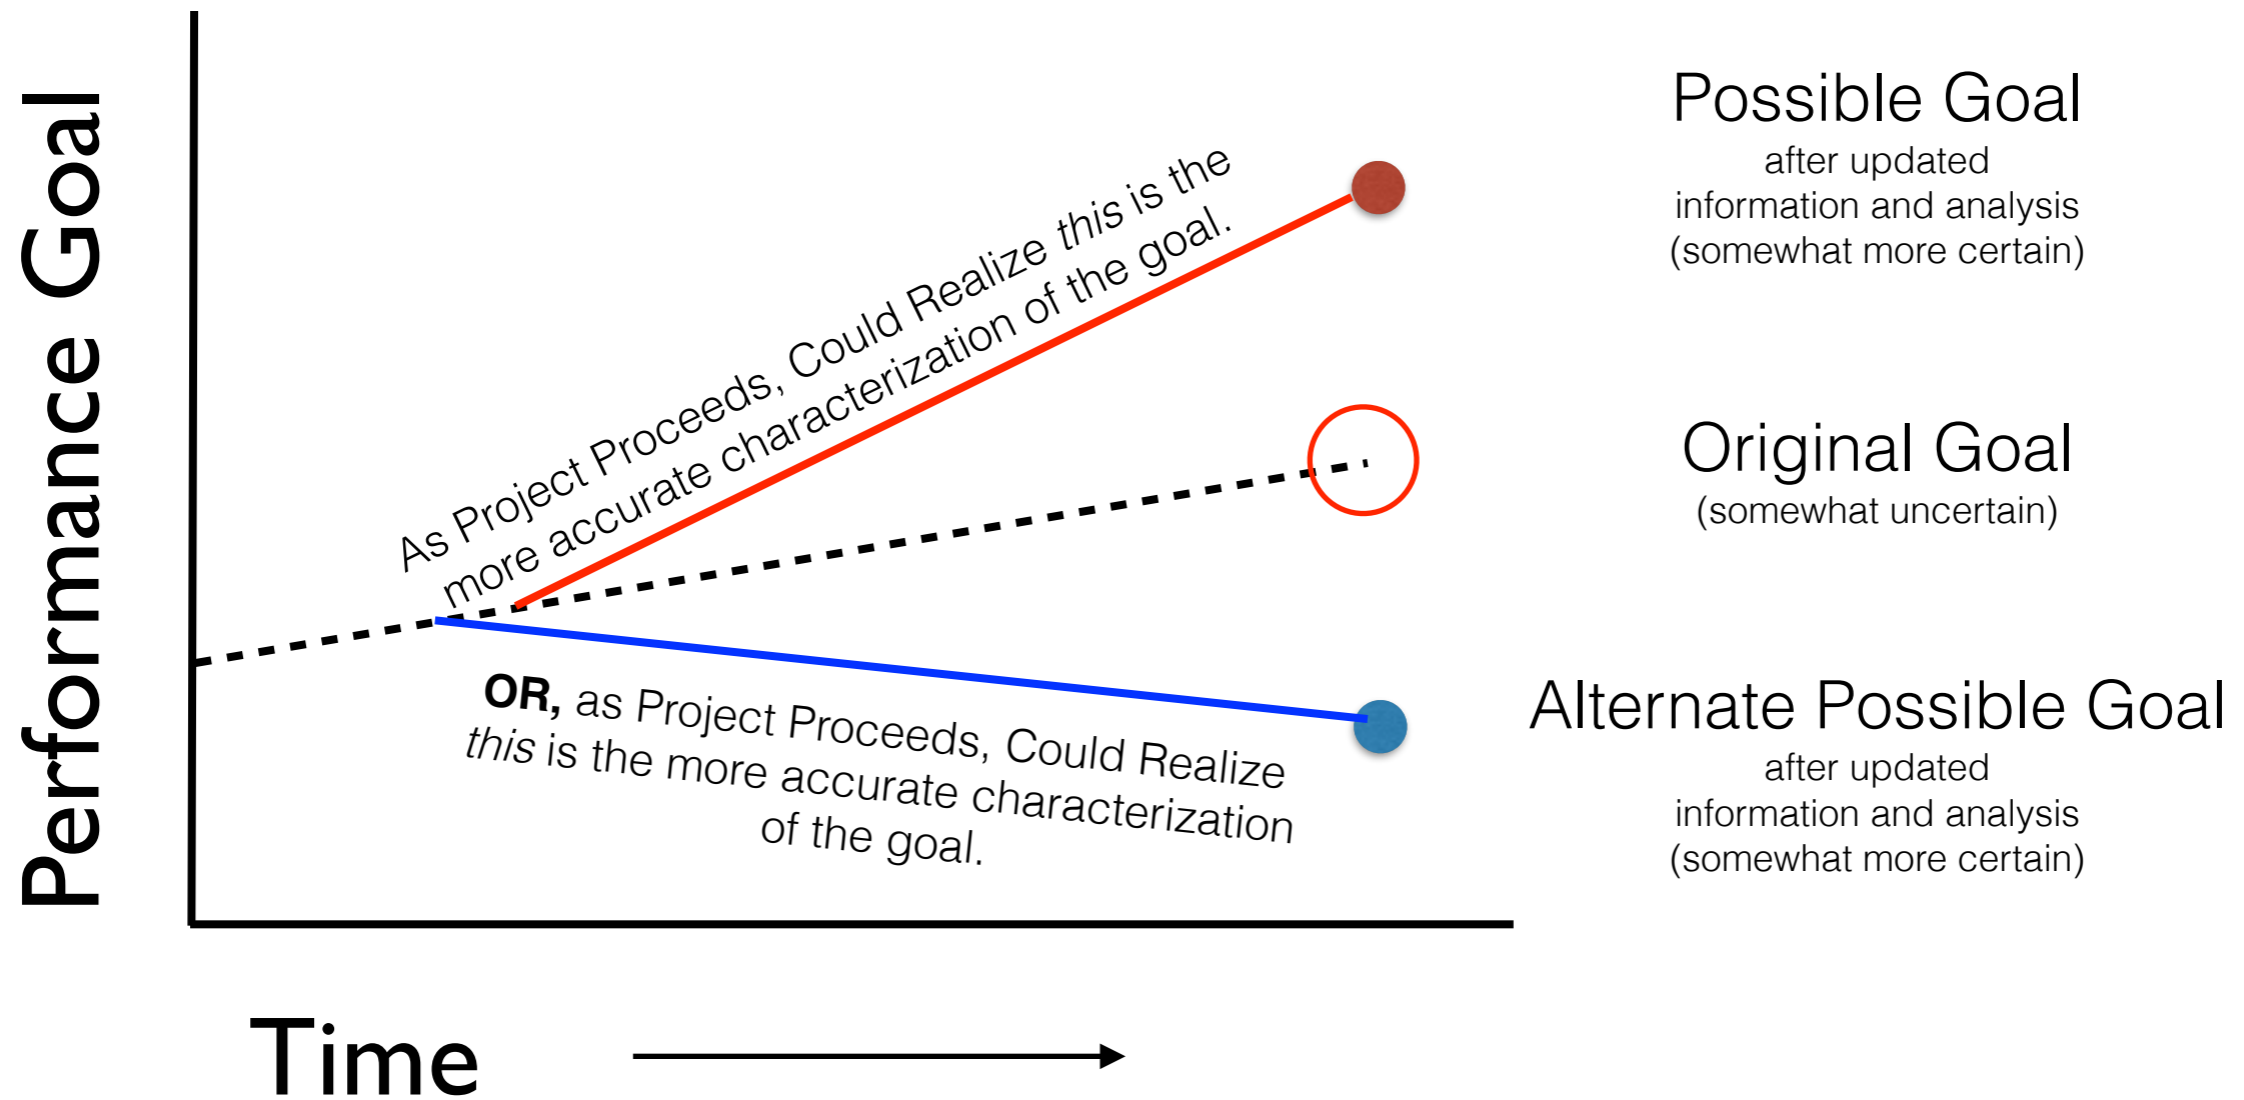 Performance Goal
As Project Proceeds, Could Realize this is the
more accurate characterization of the goal.
OR, as Project Proceeds, Could Realize
this is the more accurate characterization
of the goal.
Possible Goal
after updated
information and analysis
(somewhat more certain)
Original Goal
(somewhat uncertain)
Alternate Possible Goal
after updated
information and analysis
(somewhat more certain)
Time